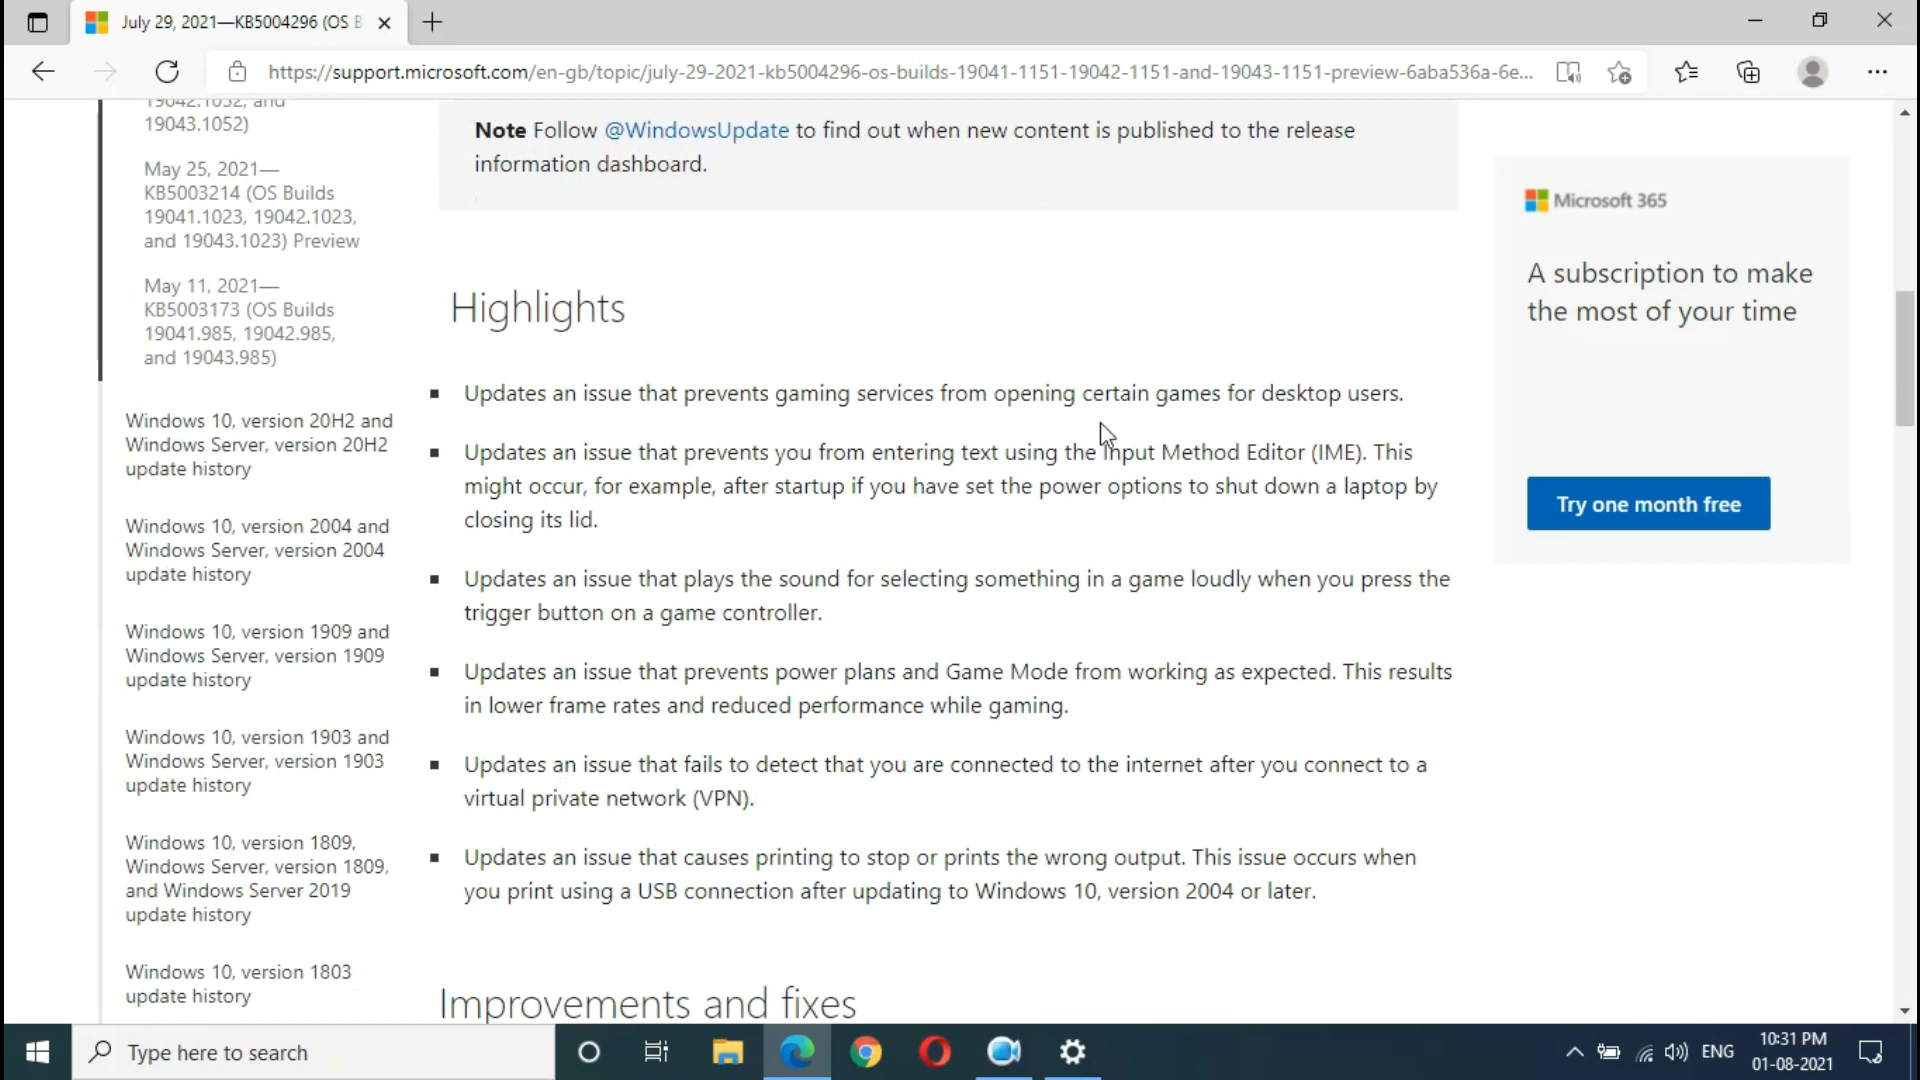 July 29, 2021—KB5004296 (OS B
https://support.microsoft.com/en-gb/topic/july-29-2021-kb5004296-os-builds-19041-1151-19042-1151-and-19043-1151-preview-6aba536a-6e...
19042.1052, and
19043.1052)
May 25, 2021—
KB5003214 (OS Builds
19041.1023, 19042.1023,
and 19043.1023) Preview
May 11, 2021—
KB5003173 (OS Builds
19041.985, 19042.985,
and 19043.985)
Windows 10, version 20H2 and
Windows Server, version 20H2
update history
Windows 10, version 2004 and
Windows Server, version 2004
update history
Windows 10, version 1909 and
Windows Server, version 1909
update history
Windows 10, version 1903 and
Windows Server, version 1903
update history
Windows 10, version 1809,
Windows Server, version 1809,
and Windows Server 2019
update history
Windows 10, version 1803
update history
Note Follow @WindowsUpdate to find out when new content is published to the release
information dashboard.
Highlights
Updates an issue that prevents gaming services from opening certain games for desktop users.
Updates an issue that prevents you from entering text using the Input Method Editor (IME). This
might occur, for example, after startup if you have set the power options to shut down a laptop by
closing its lid.
Updates an issue that plays the sound for selecting something in a game loudly when you press the
trigger button on a game controller.
Updates an issue that prevents power plans and Game Mode from working as expected. This results
in lower frame rates and reduced performance while gaming.
Updates an issue that fails to detect that you are connected to the internet after you connect to a
virtual private network (VPN).
Updates an issue that causes printing to stop or prints the wrong output. This issue occurs when
you print using a USB connection after updating to Windows 10, version 2004 or later.
Improvements and fixes
Microsoft 365
A subscription to make
the most of your time
Try one month free
Type here to search
ENG
10:31 PM
01-08-2021